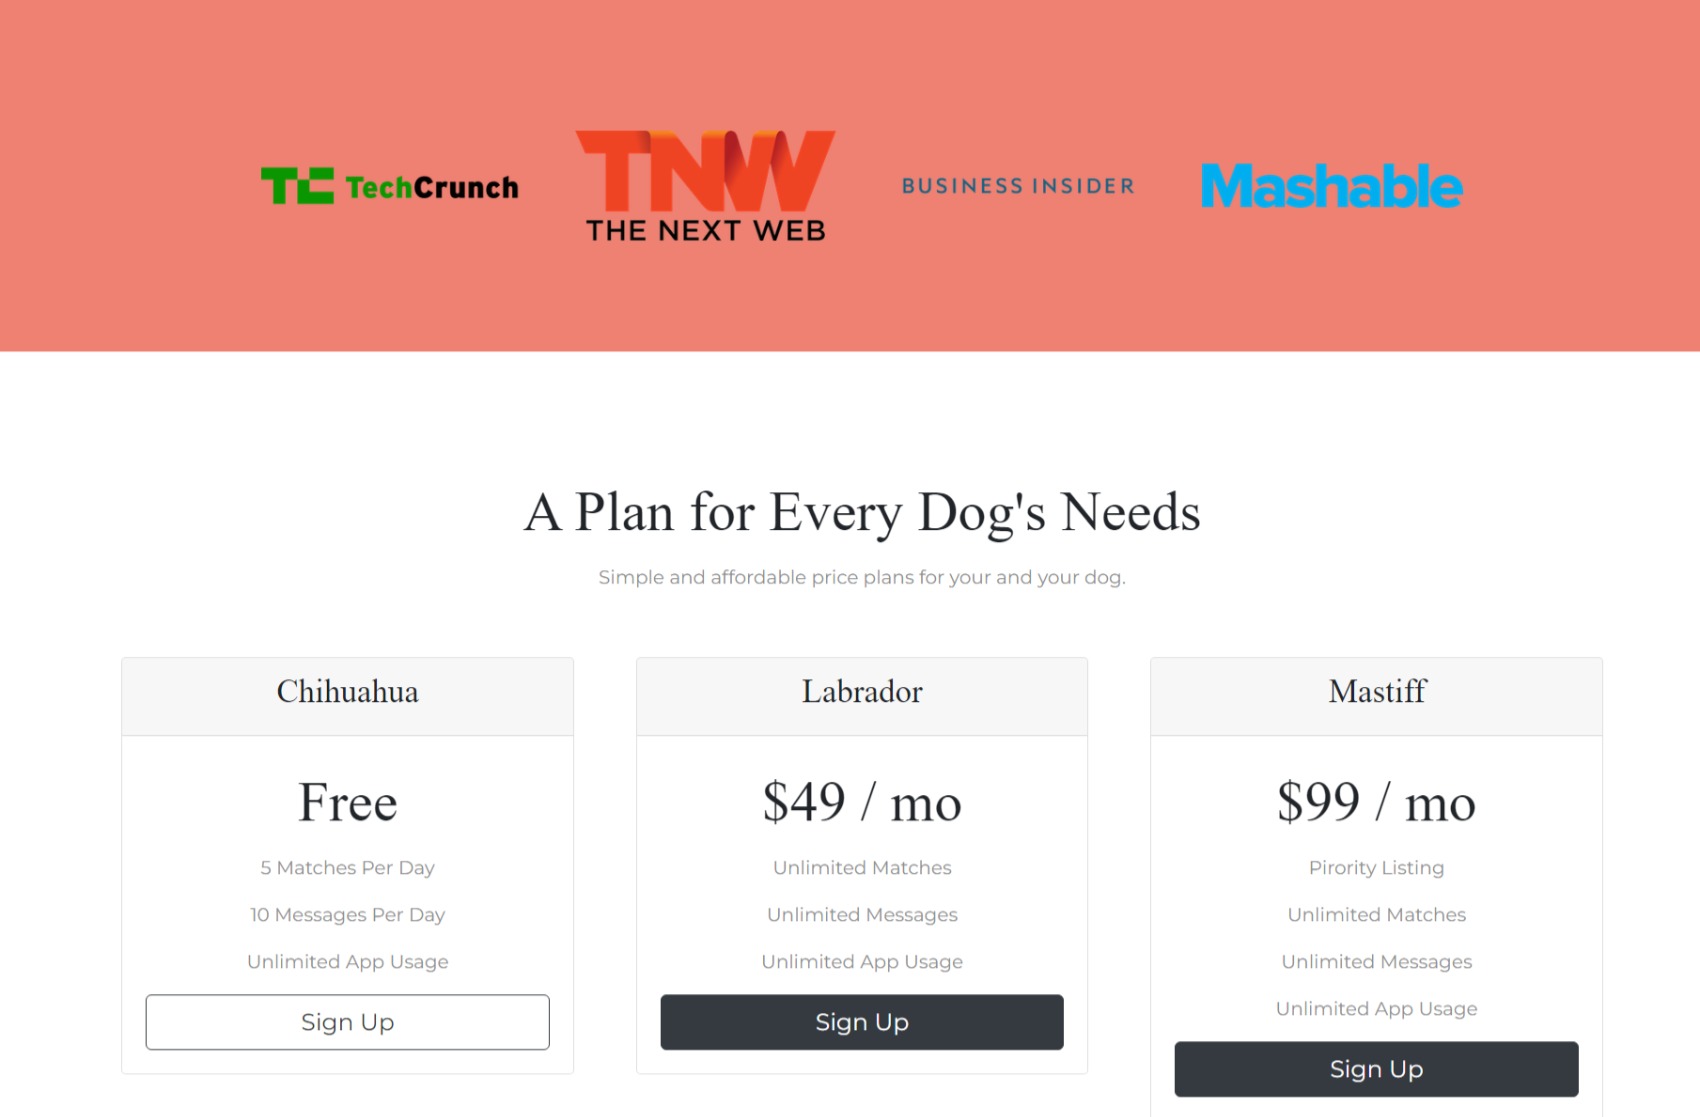 TC TechCrunch
TNW
THE NEXT WEB
BUSINESS INSIDER
Mashable
A Plan for Every Dog's Needs
Simple and affordable price plans for your and your dog.
Chihuahua
Free
5 Matches Per Day
10 Messages Per Day
Unlimited App Usage
Sign Up
Labrador
$49 / mo
Unlimited Matches
Unlimited Messages
Unlimited App Usage
Sign Up
Mastiff
$99 / mo
Pirority Listing
Unlimited Matches
Unlimited Messages
Unlimited App Usage
Sign Up